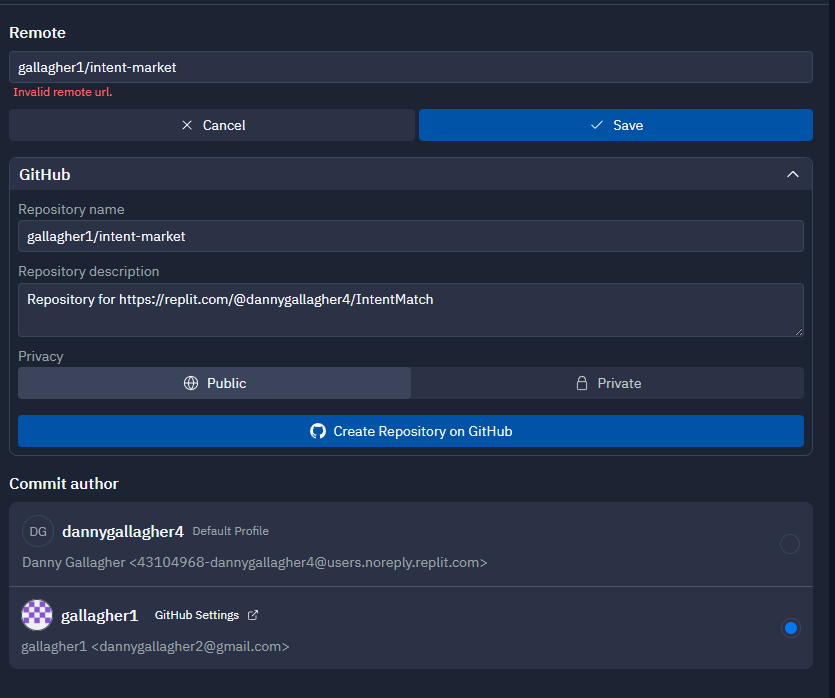 Remote
gallagher1/intent-market
Invalid remote url.
Cancel
Save
GitHub
Repository name
gallagher1/intent-market
Repository description
Repository for https://replit.com/@dannygallagher4/IntentMatch
Privacy
Public
Private
Create Repository on GitHub
Commit author
DG dannygallagher4 Default Profile
Danny Gallagher <43104968-dannygallagher4@users.noreply.replit.com>
gallagher1 GitHub Settings
gallagher1 <dannygallagher2@gmail.com>